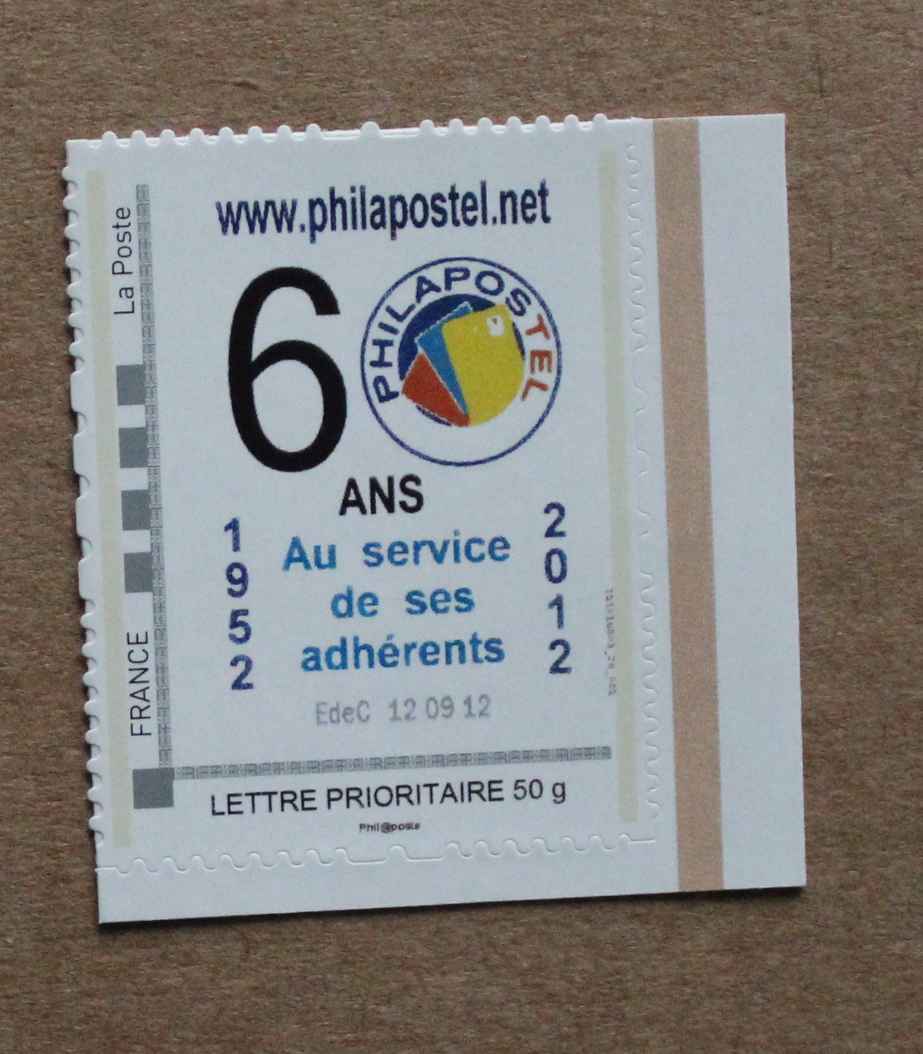 www.philapostel.net
6
PHILAPOSTEL
ANS
1952
2012
Au service
de ses
adhérents
EdeC 12 09 12
La Poste
FRANCE
LETTRE PRIORITAIRE 50 g
Phil@poste